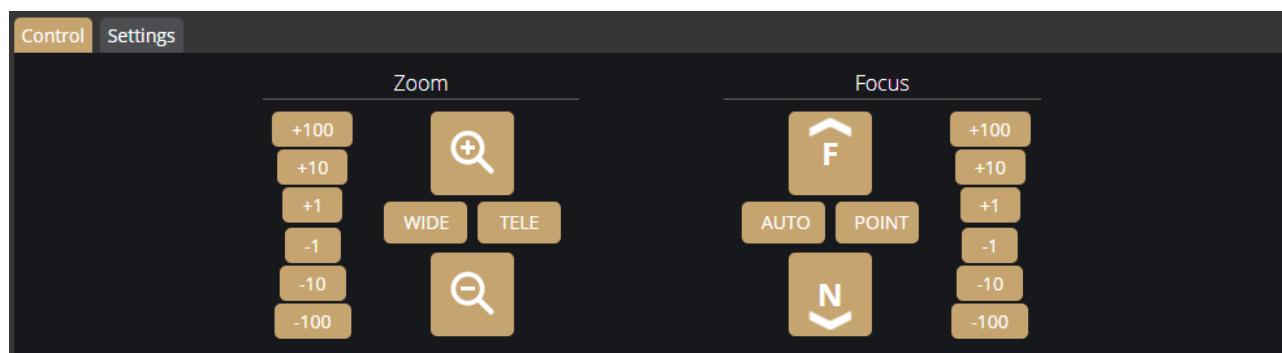 Control Settings
Zoom
+100
+10
+1
-1
-10
-100
WIDE TELE
Focus
F
AUTO POINT
N
+100
+10
+1
-1
-10
-100